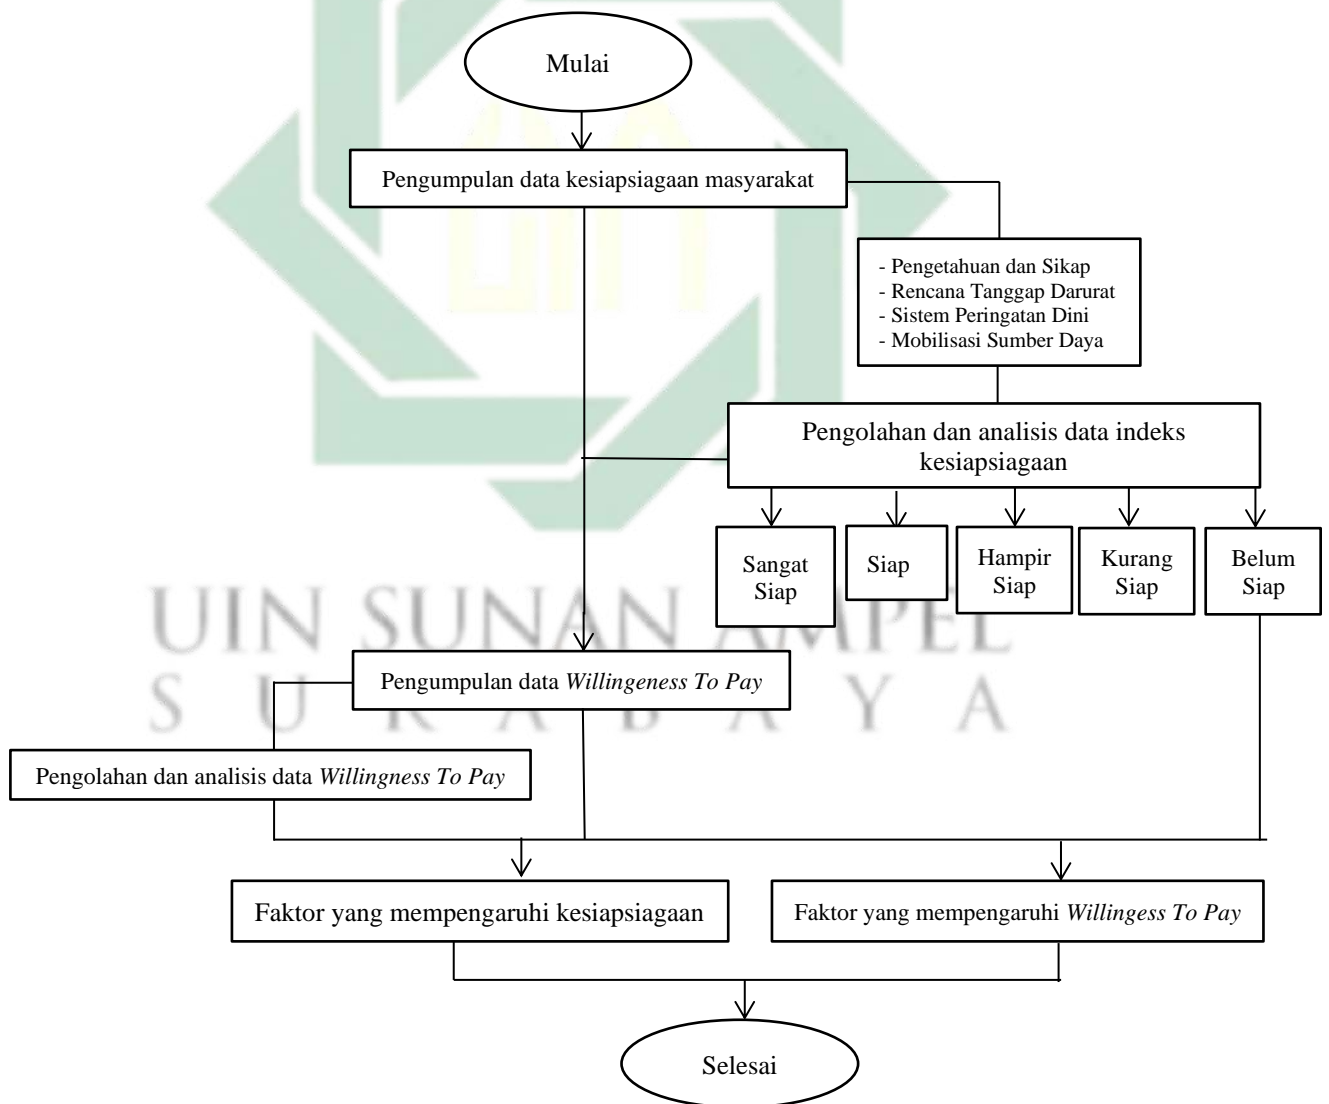 Mulai
Pengumpulan data kesiapsiagaan masyarakat
- Pengetahuan dan Sikap
- Rencana Tanggap Darurat
- Sistem Peringatan Dini
- Mobilisasi Sumber Daya
Pengolahan dan analisis data indeks
kesiapsiagaan
Sangat
Siap
Siap
Hampir
Siap
Kurang
Siap
Belum
Siap
UIN SUNAN AMPEL
SURABAYA
Pengumpulan data Willingeness To Pay
Pengolahan dan analisis data Willingness To Pay
Faktor yang mempengaruhi kesiapsiagaan
Faktor yang mempengaruhi Willingess To Pay
Selesai